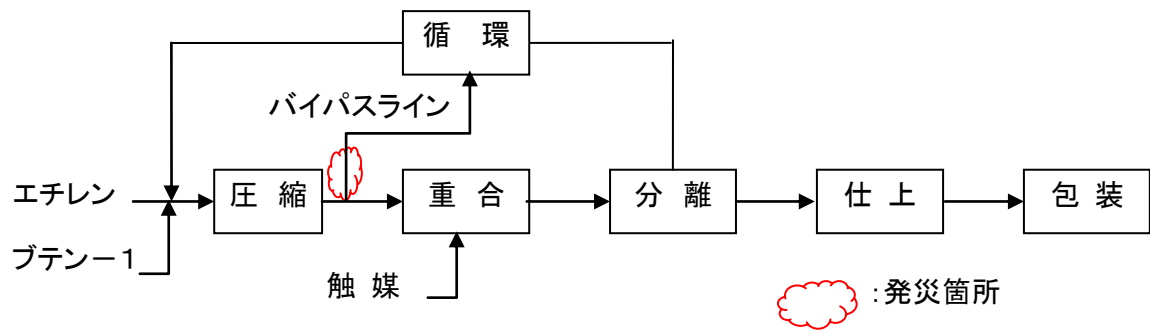 循 環
バイパスライン
エチレン
圧 縮
重 合
分 離
仕 上
包 装
ブテン－1
触 媒
:発災箇所